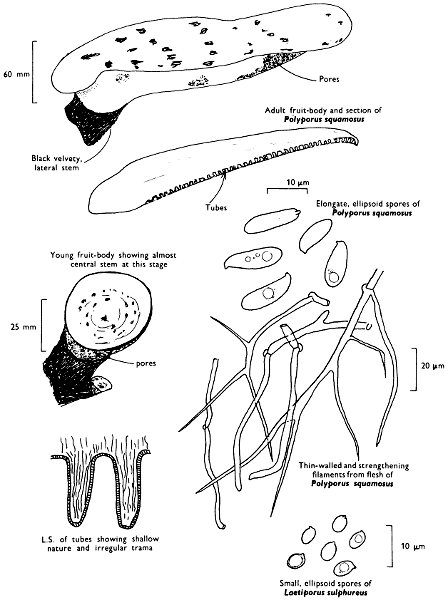 60 mm
Pores
Adult fruit-body and section of
Polyporus squamosus
Black velvety,
lateral stem
Tubes
10 µm
Elongate, ellipsoid spores of
Polyporus squamosus
Young fruit-body showing almost
central stem at this stage
25 mm
pores
20 µm
Thin-walled and strengthening
filaments from flesh of
Polyporus squamosus
L.S. of tubes showing shallow
nature and irregular trama
10 µm
Small, ellipsoid spores of
Laetiporus sulphureus